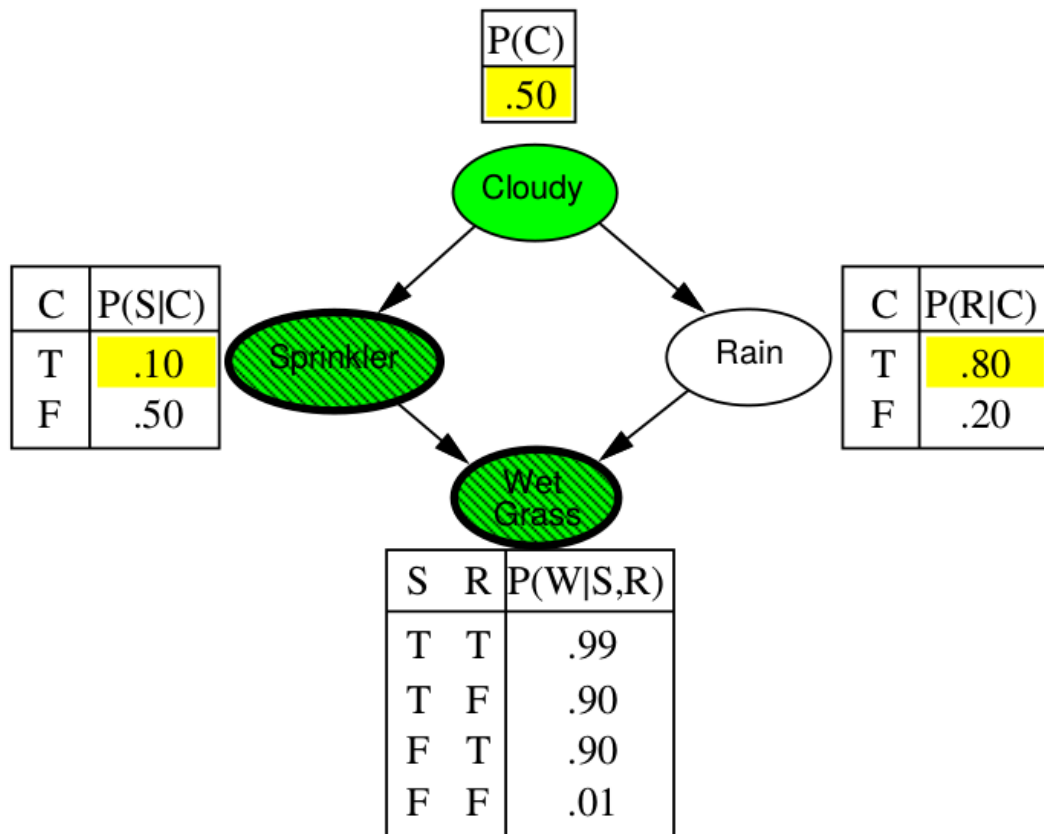 P(C)
.50
Cloudy
C P(S|C)
T .10
F .50
Sprinkler
Rain
C P(R|C)
T .80
F .20
Wet
Grass
S R P(W|S,R)
T T .99
T F .90
F T .90
F F .01